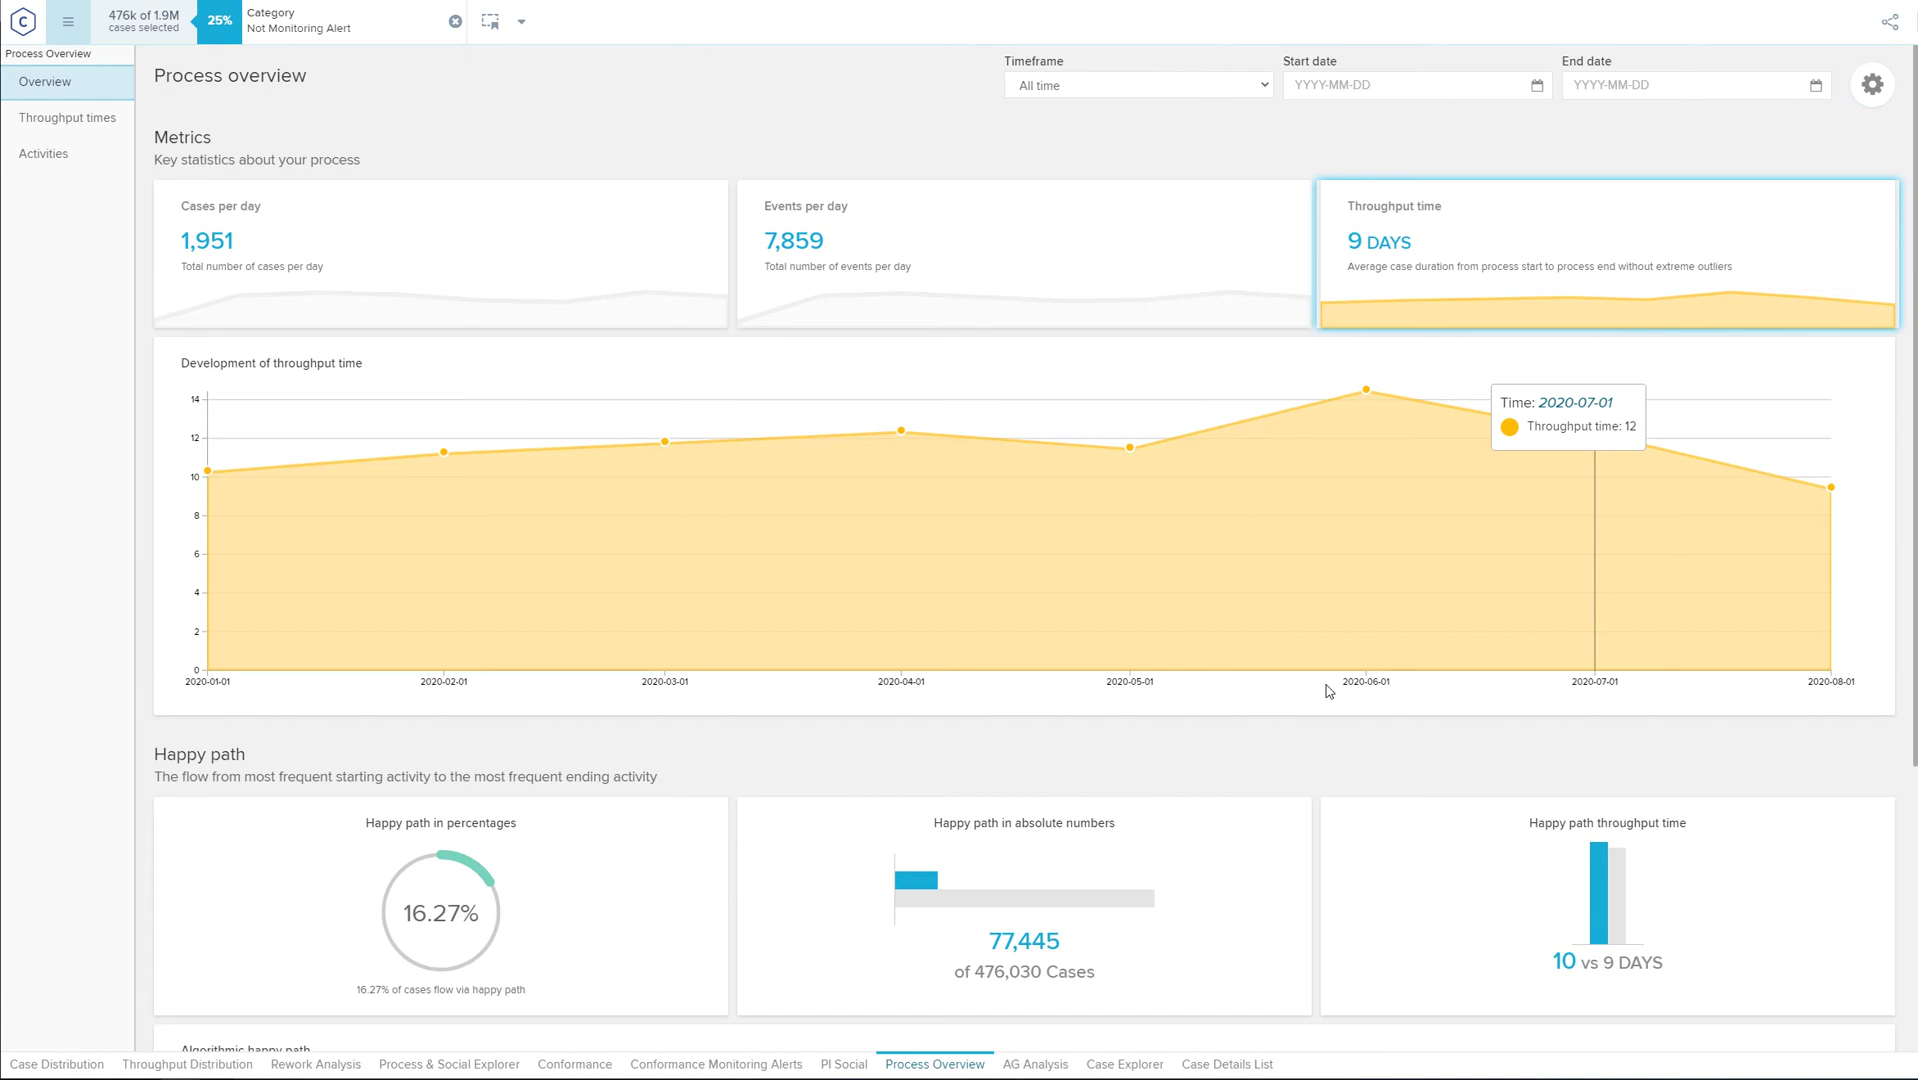 C
476k of 1.9M
cases selected
25%
Category
Not Monitoring Alert
Process Overview
Overview
Throughput times
Activities
Process overview
Timeframe
All time
Start date
YYYY-MM-DD
End date
YYYY-MM-DD
Metrics
Key statistics about your process
Cases per day
1,951
Total number of cases per day
Events per day
7,859
Total number of events per day
Throughput time
9 DAYS
Average case duration from process start to process end without extreme outliers
Development of throughput time
14
12
10
8
6
4
2
0
2020-01-01
2020-02-01
2020-03-01
2020-04-01
2020-05-01
2020-06-01
2020-07-01
2020-08-01
Time: 2020-07-01
Throughput time: 12
Happy path
The flow from most frequent starting activity to the most frequent ending activity
Happy path in percentages
16.27%
16.27% of cases flow via happy path
Happy path in absolute numbers
77,445
of 476,030 Cases
Happy path throughput time
10 vs 9 DAYS
Algorithmic happy path
Case Distribution
Throughput Distribution
Rework Analysis
Process & Social Explorer
Conformance
Conformance Monitoring Alerts
PI Social
Process Overview
AG Analysis
Case Explorer
Case Details List